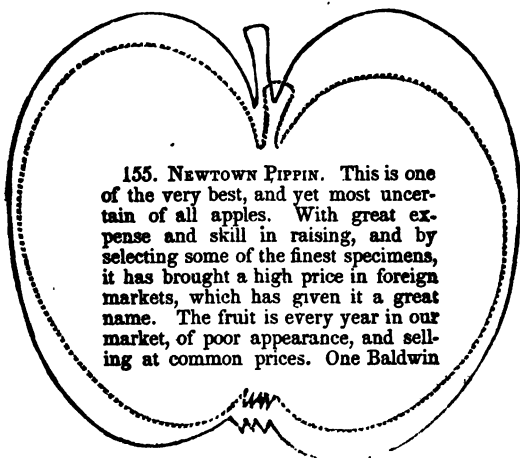 155. Newtown Pippin. This is one
of the very best, and yet most uncer-
tain of all apples. With great ex-
pense and skill in raising, and by
selecting some of the finest specimens,
it has brought a high price in foreign
markets, which has given it a great
name. The fruit is every year in our
market, of poor appearance, and sell-
ing at common prices. One Baldwin